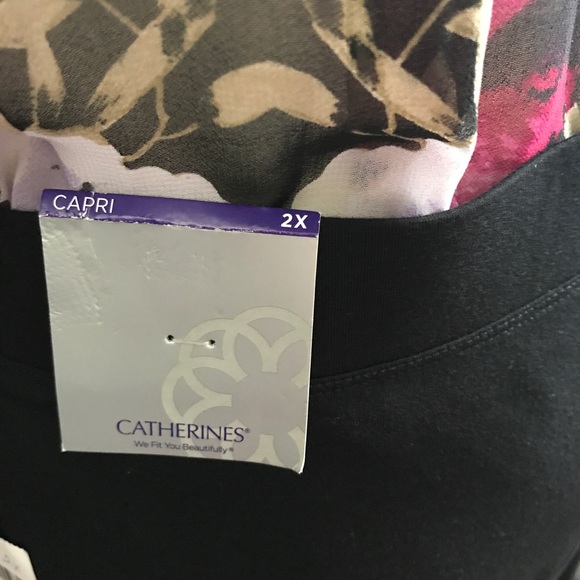 CAPRI
2X
CATHERINES®
We Fit You Beautifully®